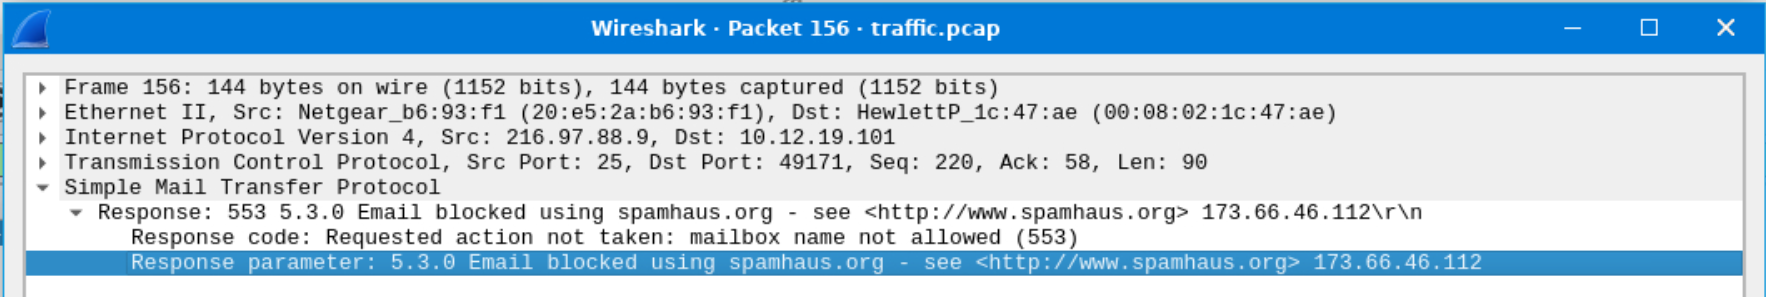 Wireshark · Packet 156 · traffic.pcap
Frame 156: 144 bytes on wire (1152 bits), 144 bytes captured (1152 bits)
Ethernet II, Src: Netgear_b6:93:f1 (20:e5:2a:b6:93:f1), Dst: HewlettP_1c:47:ae (00:08:02:1c:47:ae)
Internet Protocol Version 4, Src: 216.97.88.9, Dst: 10.12.19.101
Transmission Control Protocol, Src Port: 25, Dst Port: 49171, Seq: 220, Ack: 58, Len: 90
Simple Mail Transfer Protocol
Response: 553 5.3.0 Email blocked using spamhaus.org - see <http://www.spamhaus.org> 173.66.46.112\r\n
Response code: Requested action not taken: mailbox name not allowed (553)
Response parameter: 5.3.0 Email blocked using spamhaus.org - see <http://www.spamhaus.org> 173.66.46.112